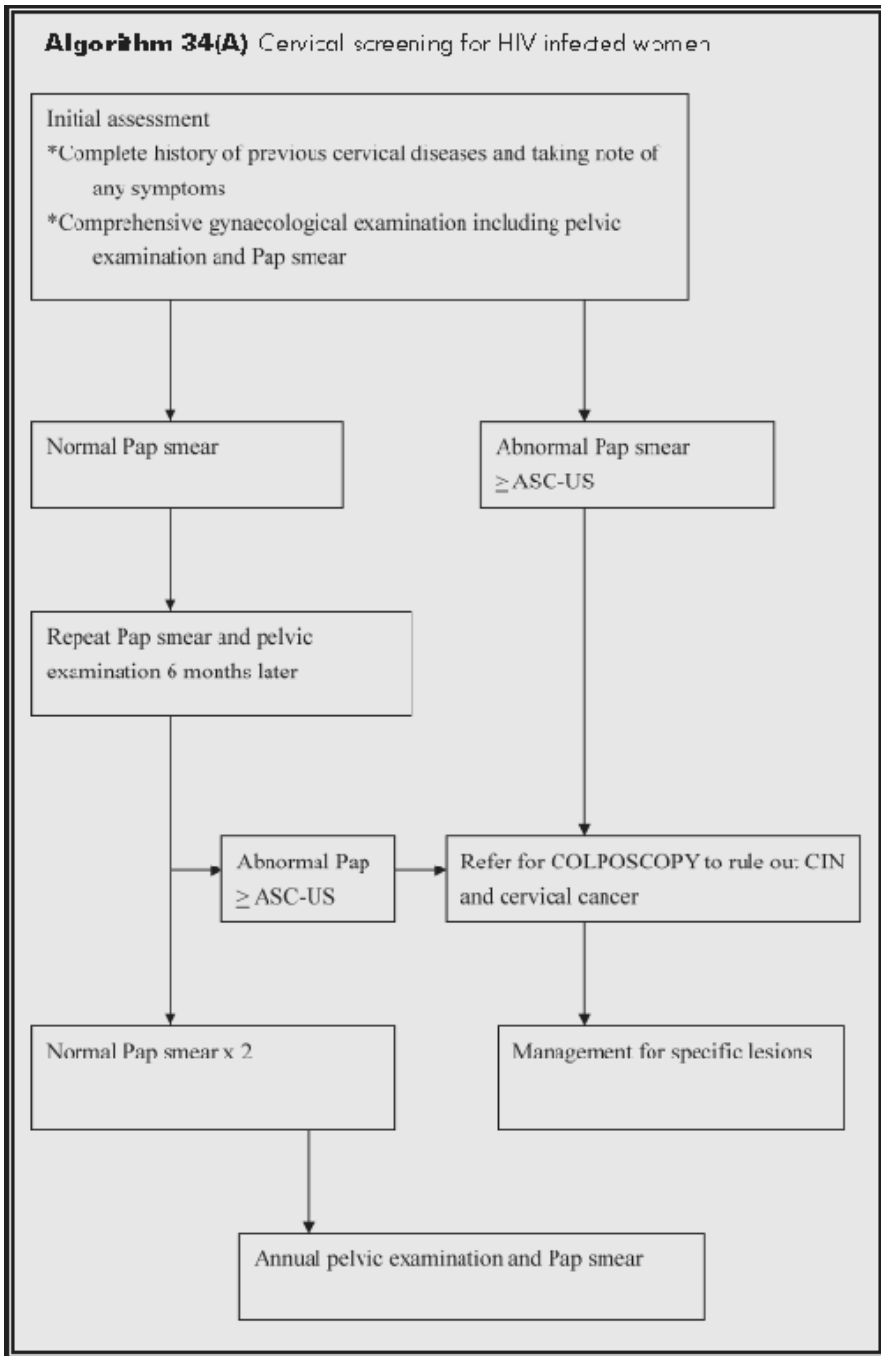 Algorithm 34(A) Cervical screening for HIV infected women
Initial assessment
*Complete history of previous cervical diseases and taking note of
any symptoms
*Comprehensive gynaecological examination including pelvic
examination and Pap smear
Normal Pap smear
Abnormal Pap smear
≥ ASC-US
Repeat Pap smear and pelvic
examination 6 months later
Abnormal Pap
≥ ASC-US
Refer for COLPOSCOPY to rule out CIN
and cervical cancer
Normal Pap smear x 2
Management for specific lesions
Annual pelvic examination and Pap smear